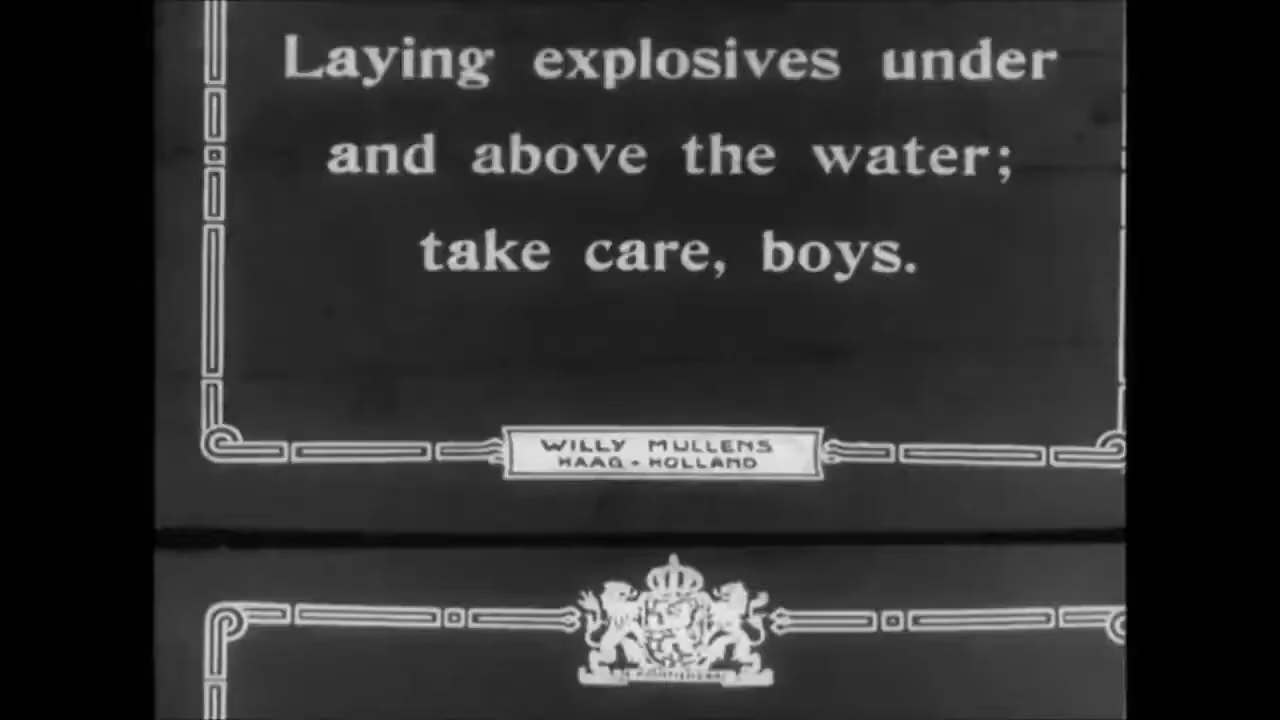 Laying explosives under
and above the water;
take care, boys.
WILLY MULLENS
HAAG - HOLLAND